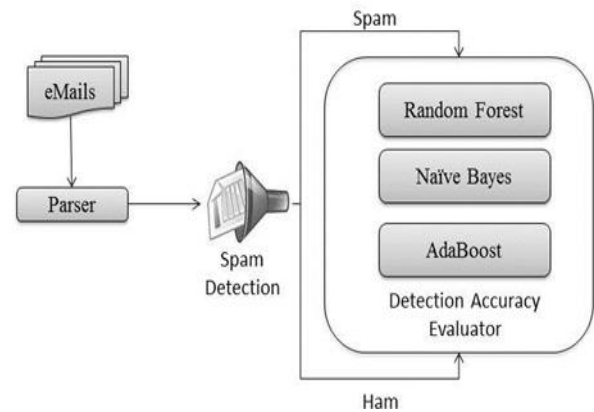 Spam
eMails
Random Forest
Naïve Bayes
Parser
AdaBoost
Spam
Detection
Detection Accuracy
Evaluator
Ham